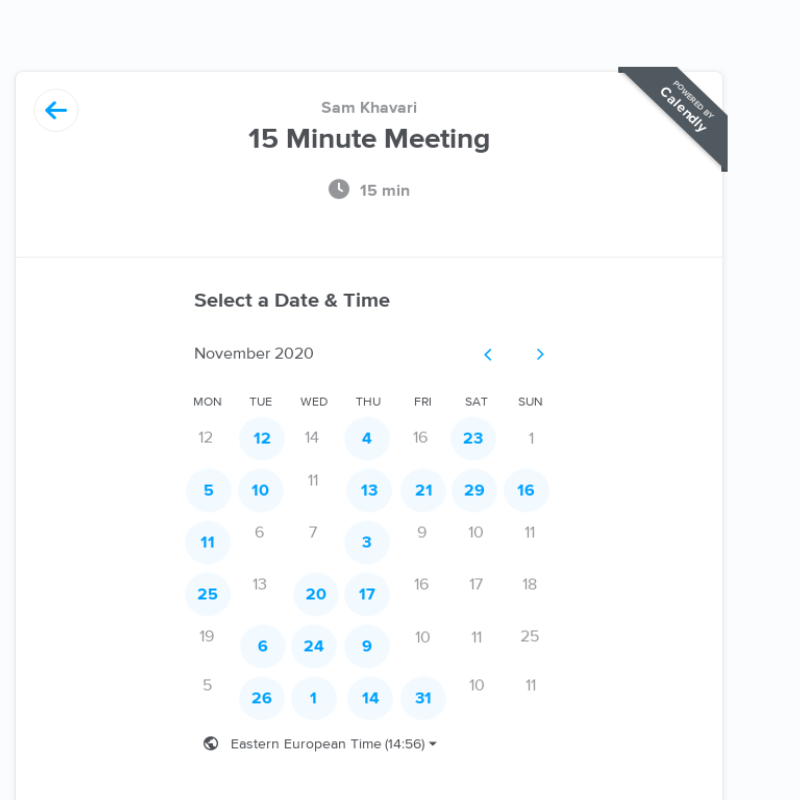 POWERED BY
Calendly
Sam Khavari
15 Minute Meeting
15 min
Select a Date & Time
November 2020
MON TUE WED THU FRI SAT SUN
12 12 14 4 16 23 1
5 10 11 13 21 29 16
11 6 7 3 9 10 11
25 13 20 17 16 17 18
19 6 24 9 10 11 25
5 26 1 14 31 10 11
Eastern European Time (14:56)